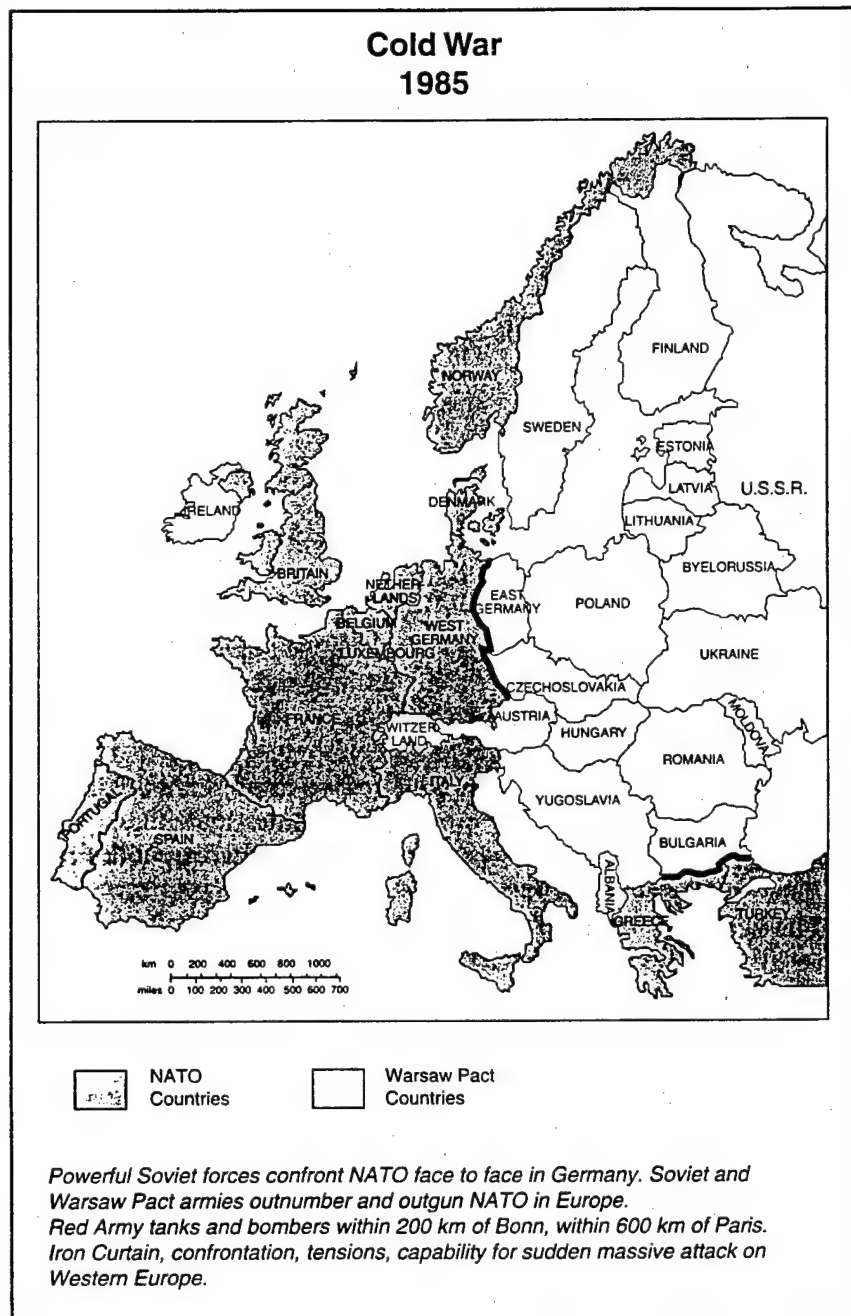 Cold War
1985
NORWAY
FINLAND
SWEDEN
ESTONIA
LATVIA
U.S.S.R.
LITHUANIA
IRELAND
DENMARK
BRITAIN
BYELORUSSIA
NETHER-
LANDS
EAST
GERMANY
POLAND
BELGIUM
WEST
GERMANY
LUXEMBOURG
UKRAINE
CZECHOSLOVAKIA
FRANCE
SWITZER
LAND
AUSTRIA
HUNGARY
MOLDOVA
ROMANIA
ITALY
YUGOSLAVIA
PORTUGAL
SPAIN
BULGARIA
ALBANIA
GREECE
TURKEY
km 0 200 400 600 800 1000
miles 0 100 200 300 400 500 600 700
NATO
Countries
Warsaw Pact
Countries
Powerful Soviet forces confront NATO face to face in Germany. Soviet and
Warsaw Pact armies outnumber and outgun NATO in Europe.
Red Army tanks and bombers within 200 km of Bonn, within 600 km of Paris.
Iron Curtain, confrontation, tensions, capability for sudden massive attack on
Western Europe.